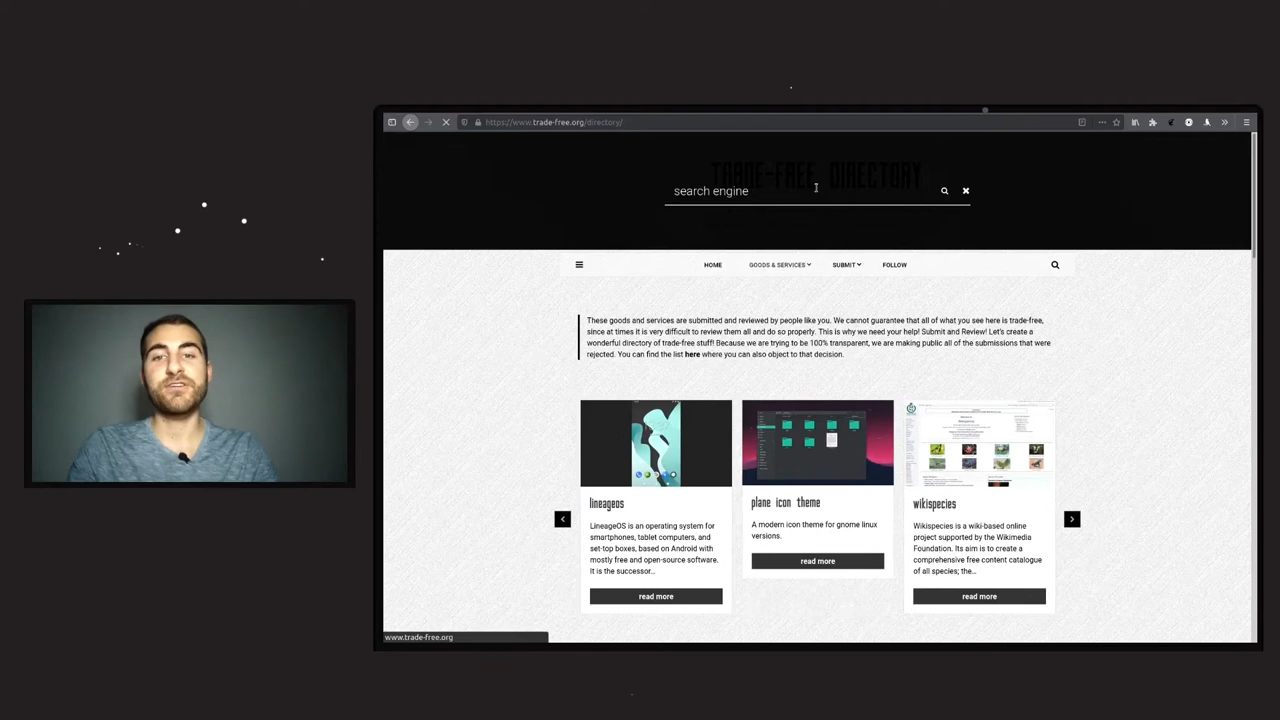 https://www.trade-free.org/directory/
TRADE-FREE DIRECTORY
search engine
HOME GOODS & SERVICES SUBMIT FOLLOW
These goods and services are submitted and reviewed by people like you. We cannot guarantee that all of what you see here is trade-free,
since at times it is very difficult to review them all and do so properly. This is why we need your help! Submit and Review! Let's create a
wonderful directory of trade-free stuff! Because we are trying to be 100% transparent, we are making public all of the submissions that were
rejected. You can find the list here where you can also object to that decision.
lineageos
LineageOS is an operating system for
smartphones, tablet computers, and
set-top boxes, based on Android with
mostly free and open-source software.
It is the successor...
read more
plane icon theme
A modern icon theme for gnome linux
versions.
read more
wikispecies
Wikispecies is a wiki-based online
project supported by the Wikimedia
Foundation. Its aim is to create a
comprehensive free content catalogue
of all species; the...
read more
www.trade-free.org